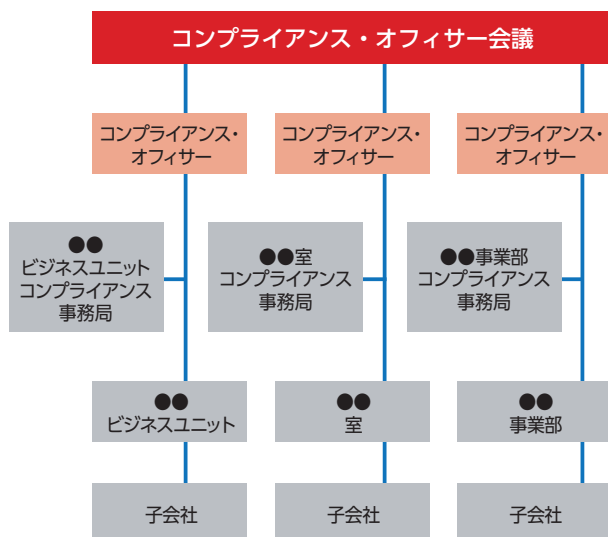 コンプライアンス・オフィサー会議
コンプライアンス・
オフィサー
コンプライアンス・
オフィサー
コンプライアンス・
オフィサー
●●
ビジネスユニット
コンプライアンス
事務局
●●室
コンプライアンス
事務局
●●事業部
コンプライアンス
事務局
●●
ビジネスユニット
●●
室
●●
事業部
子会社
子会社
子会社